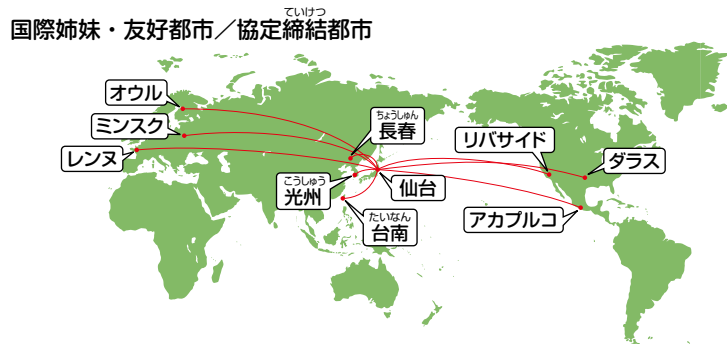 ていけつ
国際姉妹・友好都市／協定締結都市
オウル
ミンスク
レンヌ
ちょうしゅん
長春
こうしゅう
光州
たいなん
台南
仙台
リバサイド
ダラス
アカプルコ